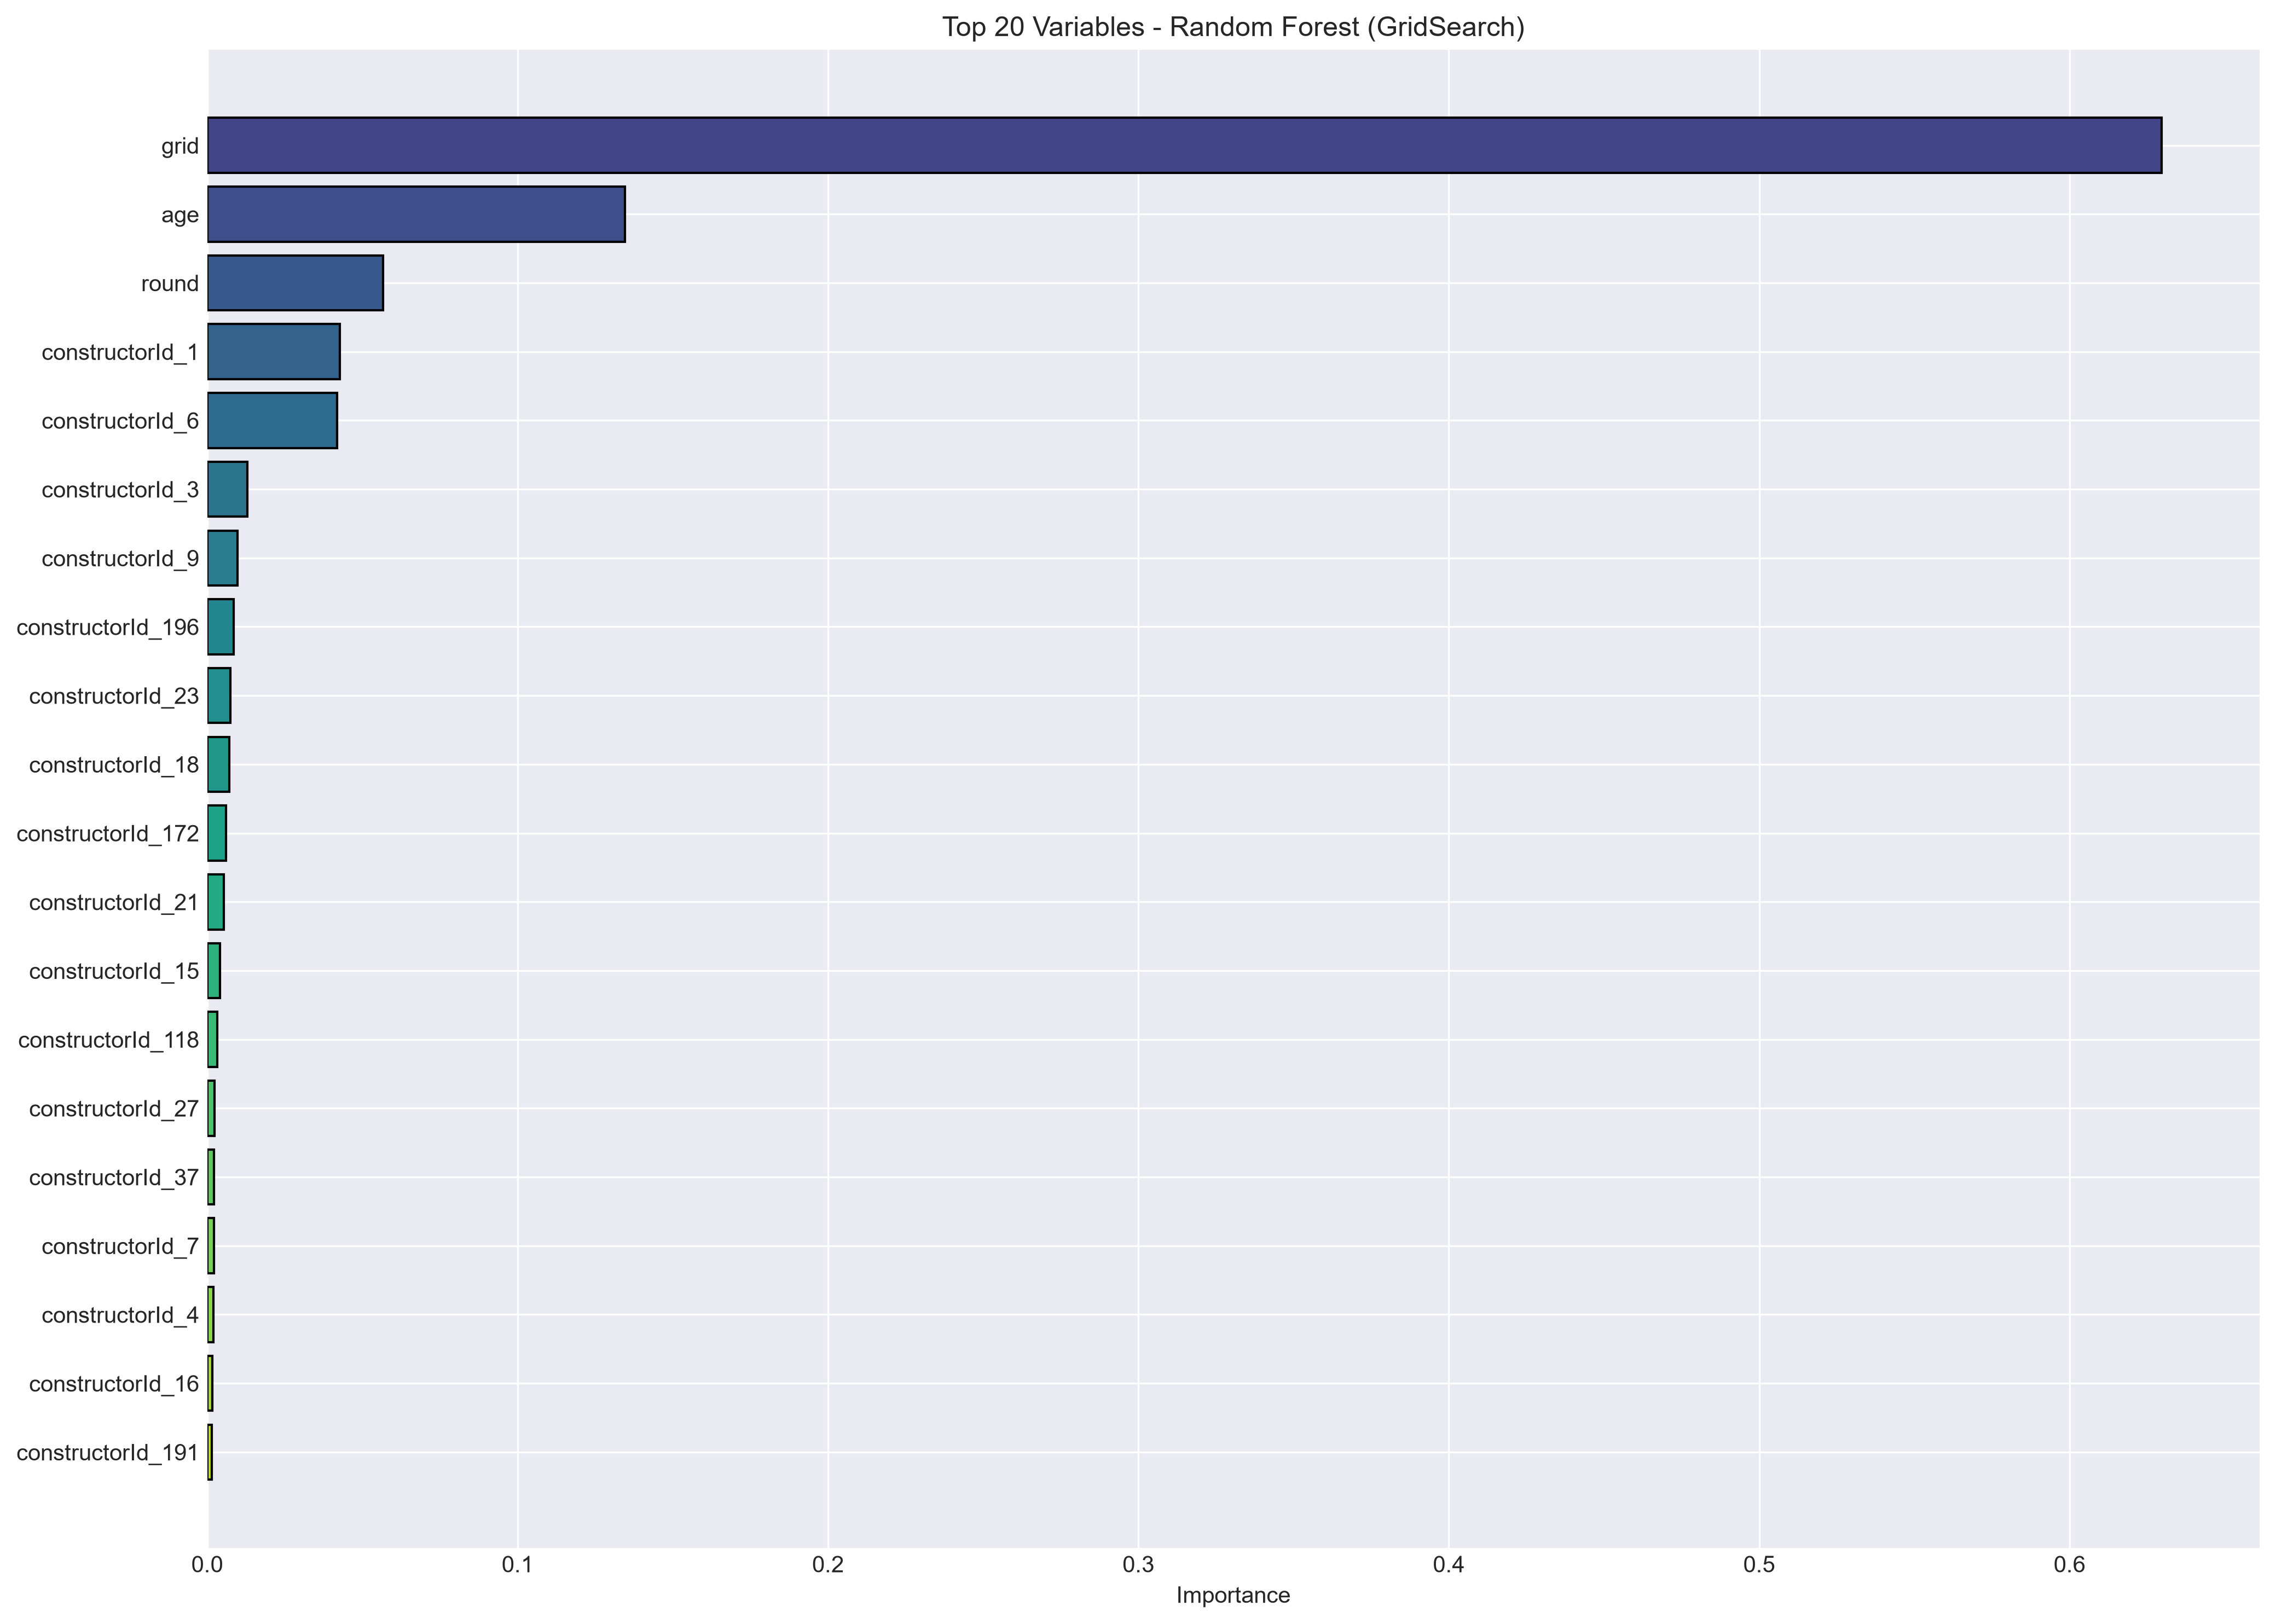 Top 20 Variables - Random Forest (GridSearch)
grid
age
round
constructorId_1
constructorId_6
constructorId_3
constructorId_9
constructorId_196
constructorId_23
constructorId_18
constructorId_172
constructorId_21
constructorId_15
constructorId_118
constructorId_27
constructorId_37
constructorId_7
constructorId_4
constructorId_16
constructorId_191
0.0 0.1 0.2 0.3 0.4 0.5 0.6
Importance